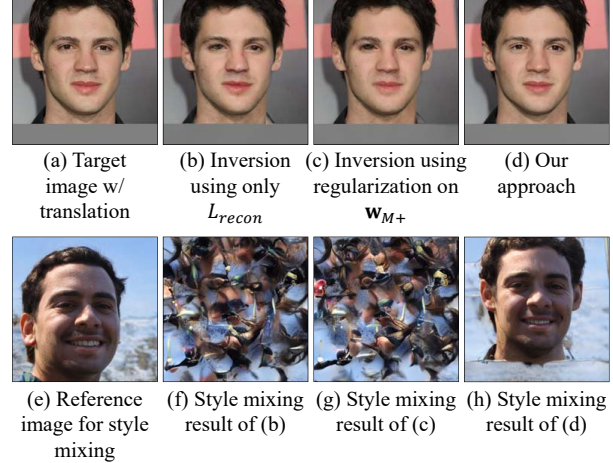 (a) Target
image w/
translation
(b) Inversion
using only
L_recon
(c) Inversion using
regularization on
w_M+
(d) Our
approach
(e) Reference
image for style
mixing
(f) Style mixing
result of (b)
(g) Style mixing
result of (c)
(h) Style mixing
result of (d)